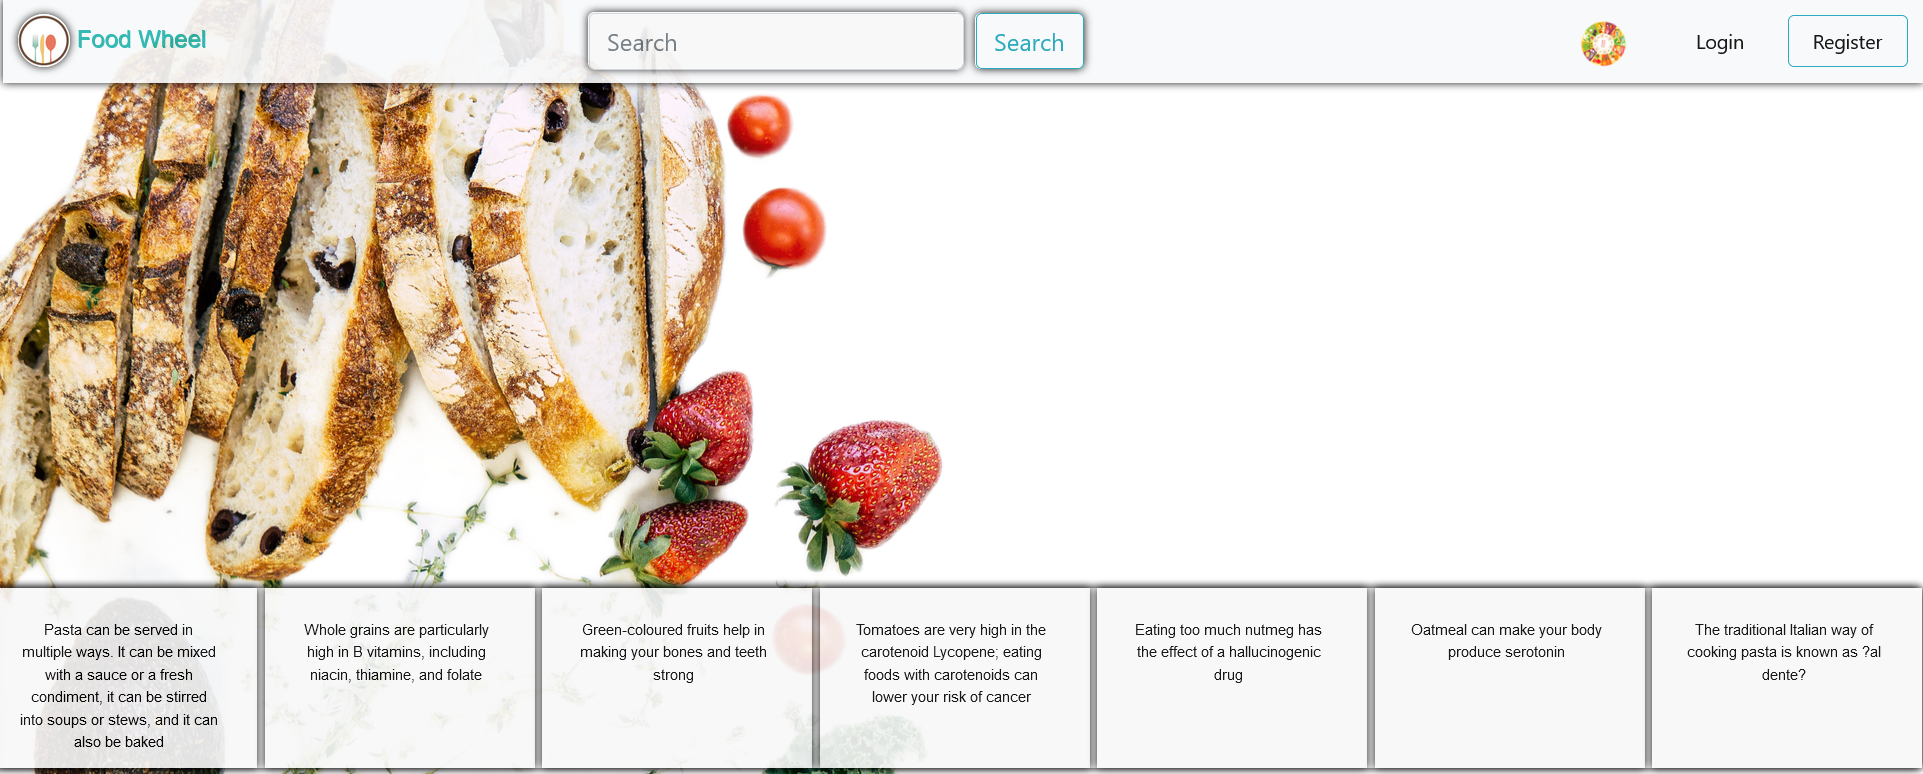 Food Wheel
Search
Search
Login
Register
Pasta can be served in
multiple ways. It can be mixed
with a sauce or a fresh
condiment, it can be stirred
into soups or stews, and it can
also be baked
Whole grains are particularly
high in B vitamins, including
niacin, thiamine, and folate
Green-coloured fruits help in
making your bones and teeth
strong
Tomatoes are very high in the
carotenoid Lycopene; eating
foods with carotenoids can
lower your risk of cancer
Eating too much nutmeg has
the effect of a hallucinogenic
drug
Oatmeal can make your body
produce serotonin
The traditional Italian way of
cooking pasta is known as ?al
dente?